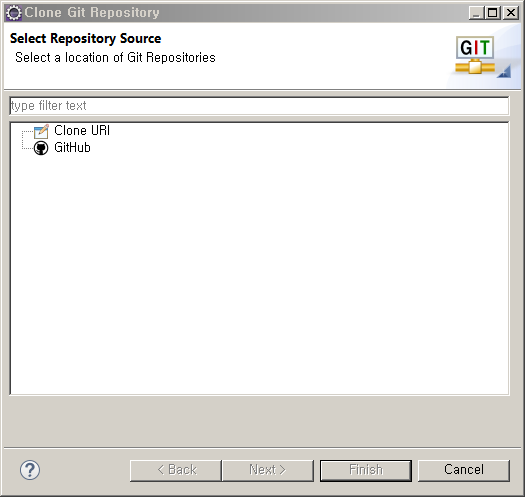 Clone Git Repository
Select Repository Source
Select a location of Git Repositories
GIT
type filter text
Clone URI
GitHub
?
< Back
Next >
Finish
Cancel